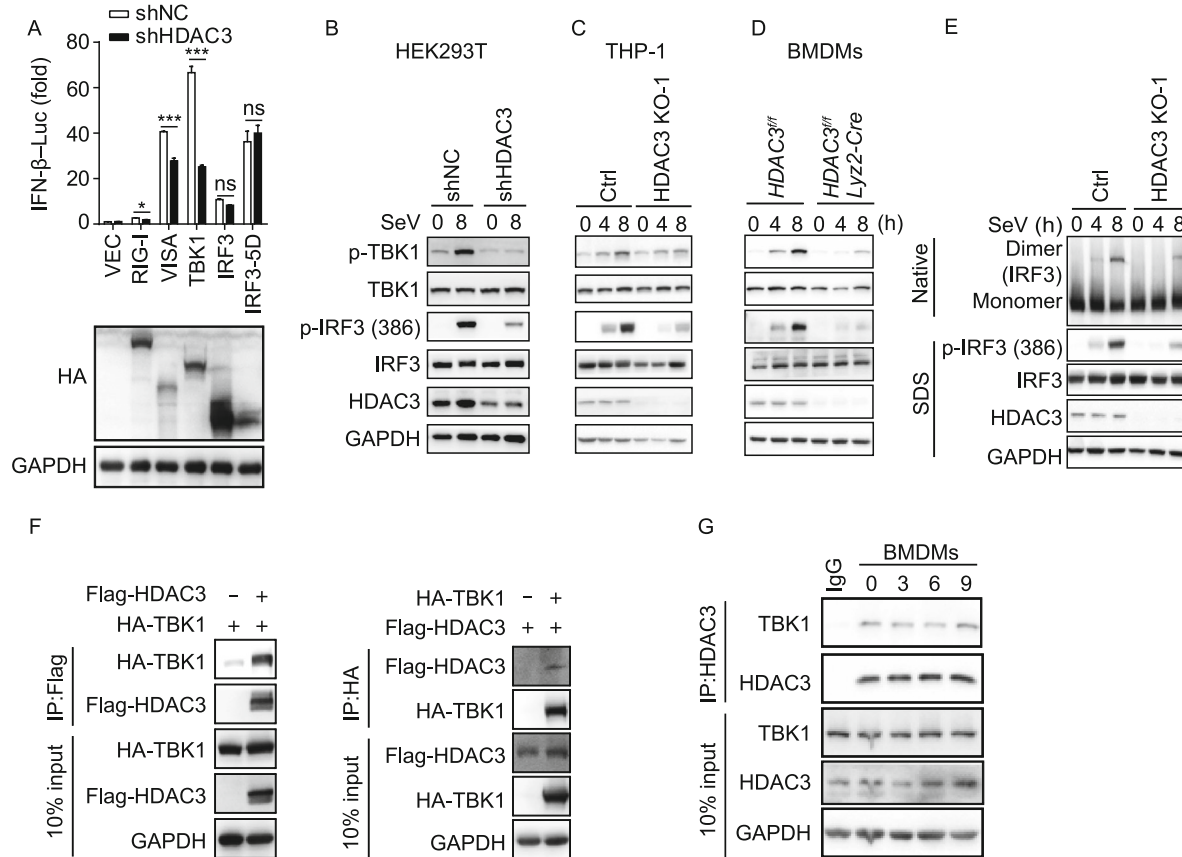 A
shNC
shHDAC3
IFN-β–Luc (fold)
80
60
40
20
0
*
***
***
ns
ns
VEC
RIG-I
VISA
TBK1
IRF3
IRF3-5D
HA
GAPDH
B
HEK293T
shNC
shHDAC3
SeV
0 8 0 8
p-TBK1
TBK1
p-IRF3 (386)
IRF3
HDAC3
GAPDH
C
THP-1
Ctrl
HDAC3 KO-1
0 4 8 0 4 8
D
BMDMs
HDAC3f/f
HDAC3f/f
Lyz2-Cre
0 4 8 0 4 8 (h)
E
Ctrl
HDAC3 KO-1
SeV (h) 0 4 8 0 4 8
Native
Dimer
(IRF3)
Monomer
SDS
p-IRF3 (386)
IRF3
HDAC3
GAPDH
F
Flag-HDAC3 – +
HA-TBK1 + +
IP:Flag
HA-TBK1
Flag-HDAC3
10% input
HA-TBK1
Flag-HDAC3
GAPDH
HA-TBK1 – +
Flag-HDAC3 + +
IP:HA
Flag-HDAC3
HA-TBK1
10% input
Flag-HDAC3
HA-TBK1
GAPDH
G
BMDMs
IgG 0 3 6 9
IP:HDAC3
TBK1
HDAC3
10% input
TBK1
HDAC3
GAPDH